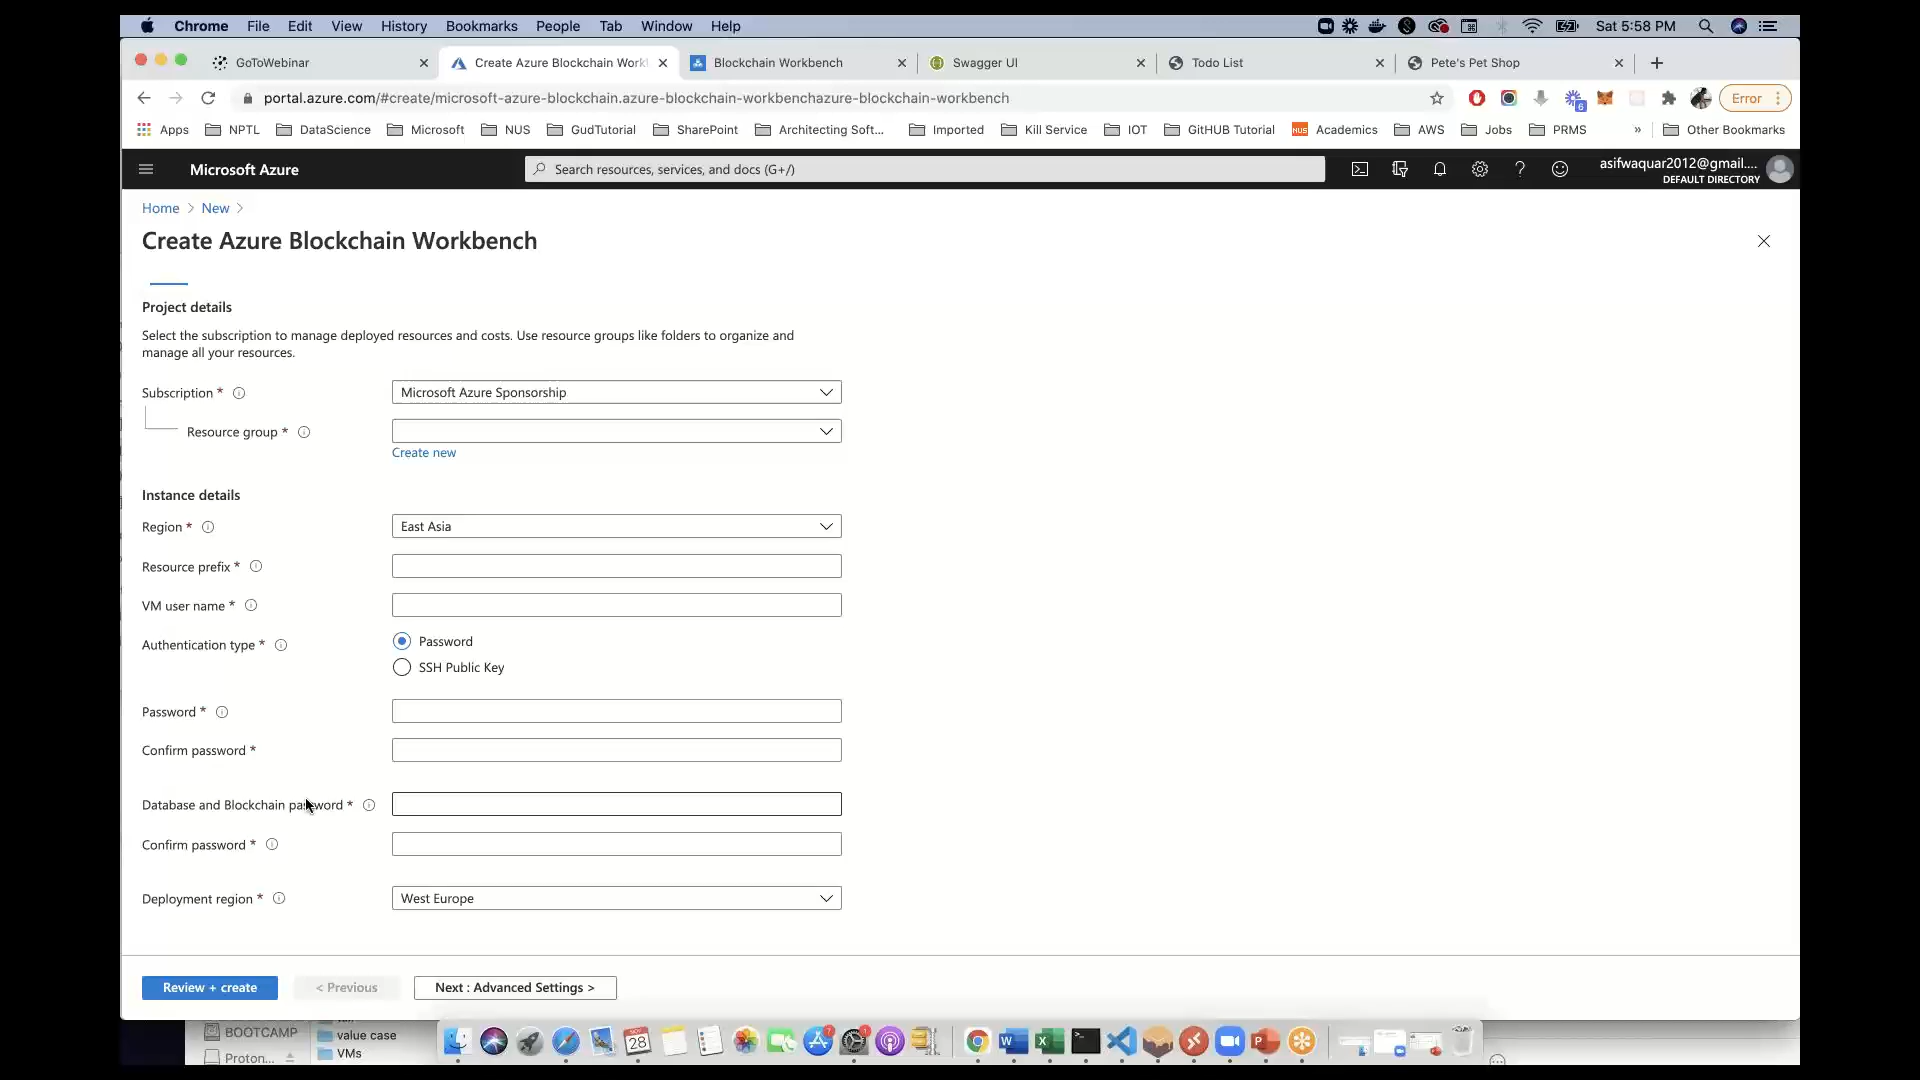 Chrome File Edit View History Bookmarks People Tab Window Help Sat 5:58 PM
GoToWebinar Create Azure Blockchain Work Blockchain Workbench Swagger UI Todo List Pete's Pet Shop
portal.azure.com/#create/microsoft-azure-blockchain.azure-blockchain-workbenchazure-blockchain-workbench 6 Error
Apps NPTL DataScience Microsoft NUS GudTutorial SharePoint Architecting Soft... Imported Kill Service IOT GitHUB Tutorial NUS Academics AWS Jobs PRMS » Other Bookmarks
Microsoft Azure Search resources, services, and docs (G+/) asifwaquar2012@gmail....
DEFAULT DIRECTORY
Home > New >
Create Azure Blockchain Workbench
Project details
Select the subscription to manage deployed resources and costs. Use resource groups like folders to organize and
manage all your resources.
Subscription * Microsoft Azure Sponsorship
Resource group *
Create new
Instance details
Region * East Asia
Resource prefix *
VM user name *
Authentication type * Password
SSH Public Key
Password *
Confirm password *
Database and Blockchain password *
Confirm password *
Deployment region * West Europe
Review + create < Previous Next : Advanced Settings >
BOOTCAMP value case
Proton... VMs
NOV 28